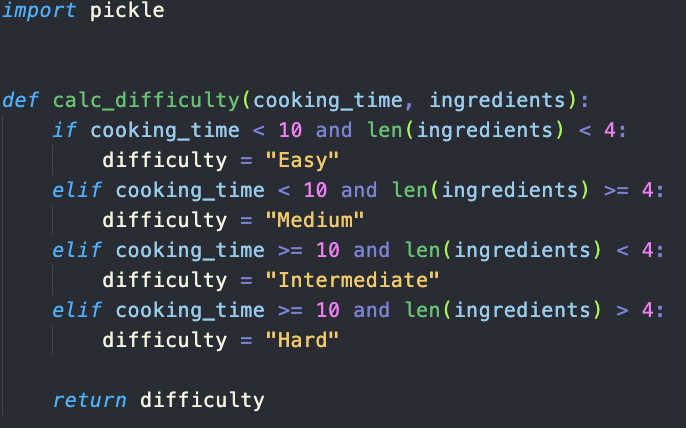 import pickle
def calc_difficulty(cooking_time, ingredients):
    if cooking_time < 10 and len(ingredients) < 4:
        difficulty = "Easy"
    elif cooking_time < 10 and len(ingredients) >= 4:
        difficulty = "Medium"
    elif cooking_time >= 10 and len(ingredients) < 4:
        difficulty = "Intermediate"
    elif cooking_time >= 10 and len(ingredients) > 4:
        difficulty = "Hard"
    return difficulty